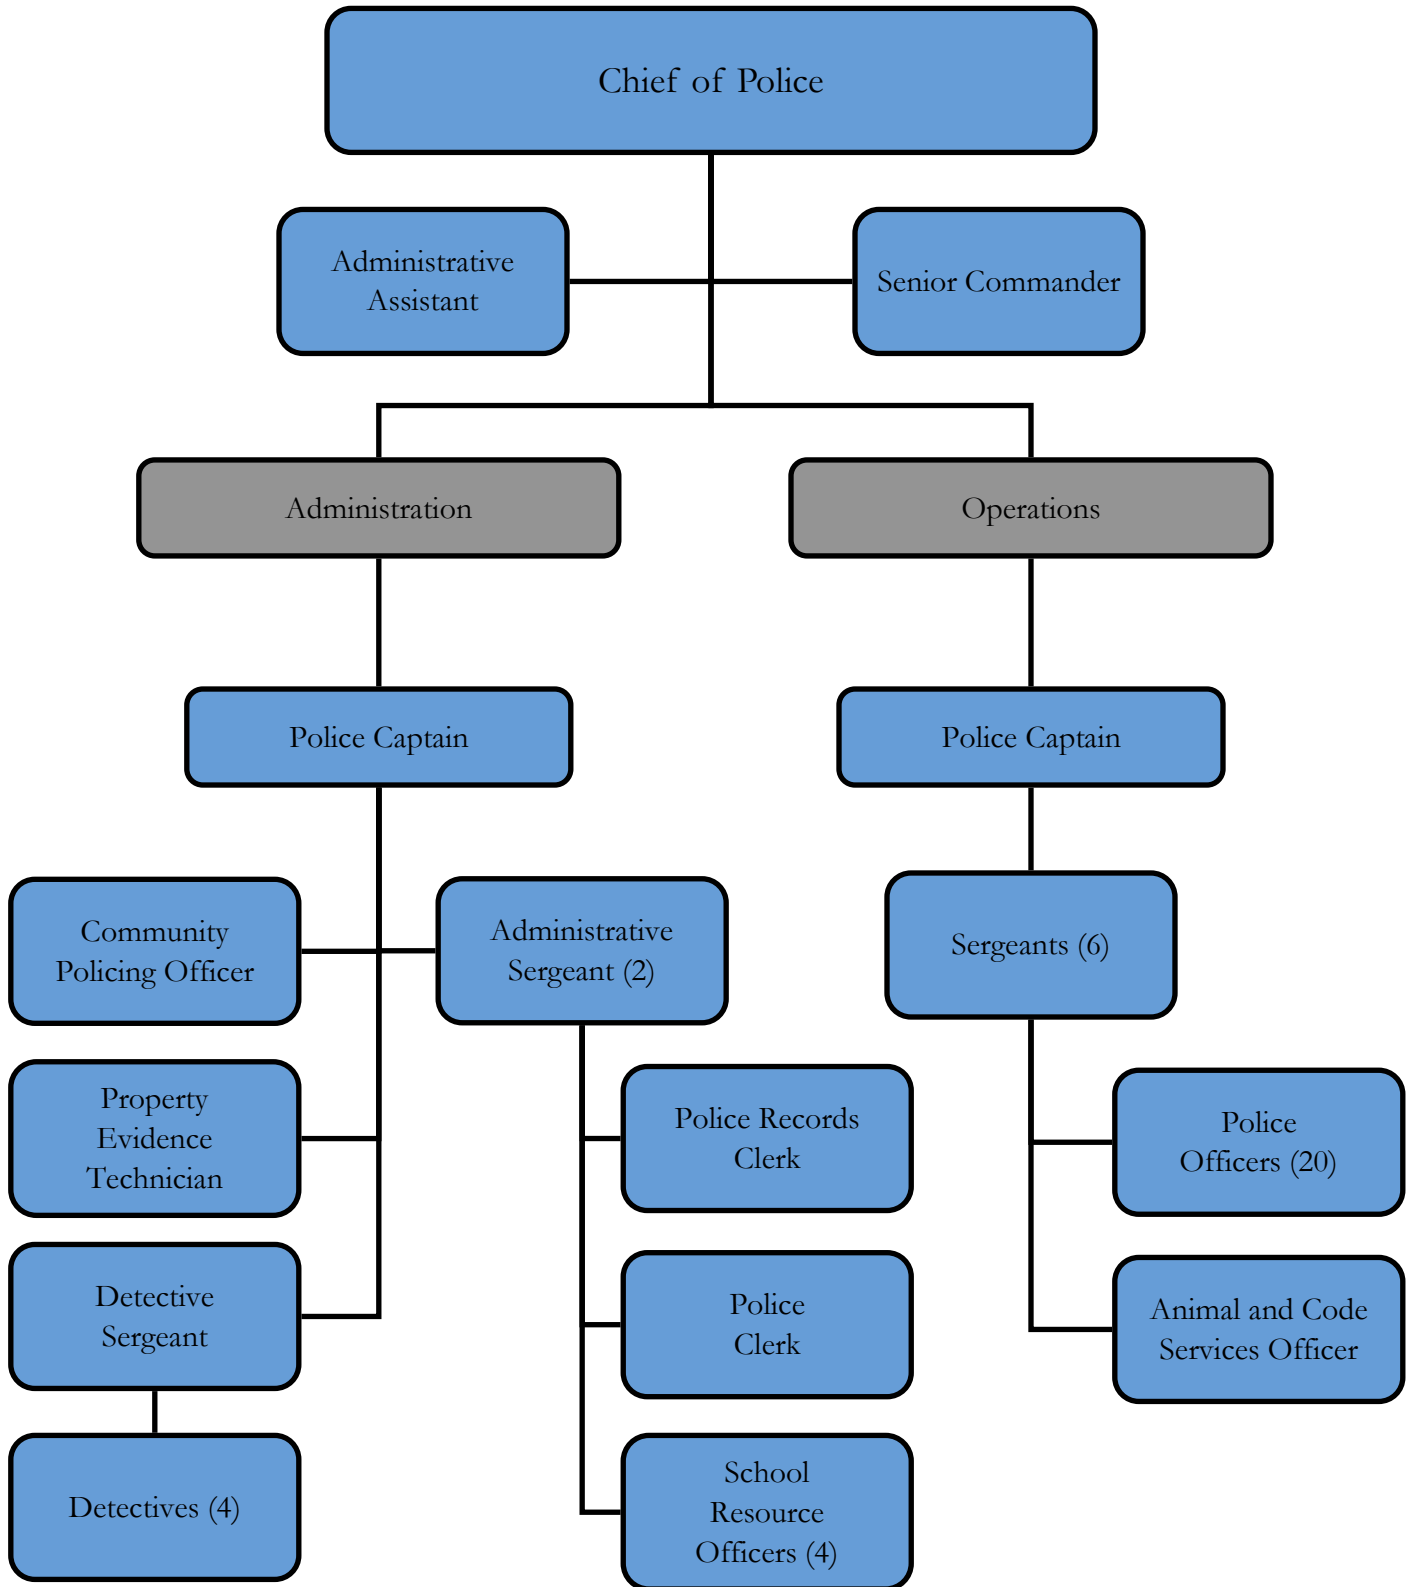 Chief of Police
Administrative
Assistant
Senior Commander
Administration
Operations
Police Captain
Police Captain
Community
Policing Officer
Administrative
Sergeant (2)
Sergeants (6)
Property
Evidence
Technician
Police Records
Clerk
Police
Officers (20)
Detective
Sergeant
Police
Clerk
Animal and Code
Services Officer
Detectives (4)
School
Resource
Officers (4)